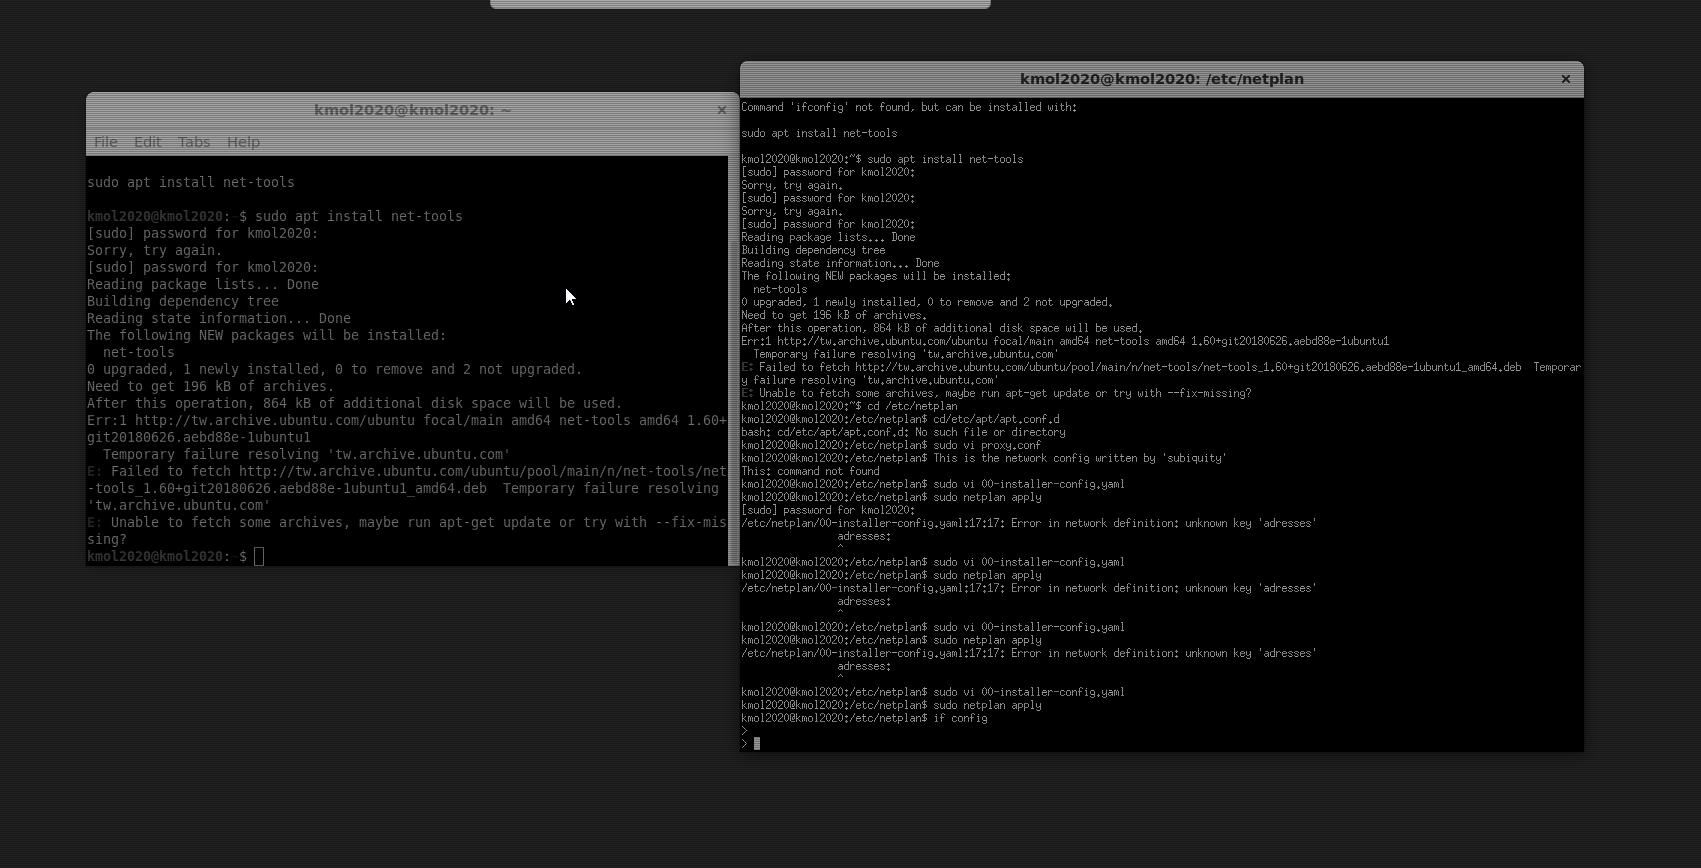 kmol2020@kmol2020: ~
×
File Edit Tabs Help
sudo apt install net-tools
kmol2020@kmol2020:~$ sudo apt install net-tools
[sudo] password for kmol2020:
Sorry, try again.
[sudo] password for kmol2020:
Reading package lists... Done
Building dependency tree
Reading state information... Done
The following NEW packages will be installed:
net-tools
0 upgraded, 1 newly installed, 0 to remove and 2 not upgraded.
Need to get 196 kB of archives.
After this operation, 864 kB of additional disk space will be used.
Err:1 http://tw.archive.ubuntu.com/ubuntu focal/main amd64 net-tools amd64 1.60+
git20180626.aebd88e-1ubuntu1
Temporary failure resolving 'tw.archive.ubuntu.com'
E: Failed to fetch http://tw.archive.ubuntu.com/ubuntu/pool/main/n/net-tools/net
-tools_1.60+git20180626.aebd88e-1ubuntu1_amd64.deb  Temporary failure resolving
'tw.archive.ubuntu.com'
E: Unable to fetch some archives, maybe run apt-get update or try with --fix-mis
sing?
kmol2020@kmol2020:~$
kmol2020@kmol2020: /etc/netplan
×
Command 'ifconfig' not found, but can be installed with:
sudo apt install net-tools
kmol2020@kmol2020:~$ sudo apt install net-tools
[sudo] password for kmol2020:
Sorry, try again.
[sudo] password for kmol2020:
Sorry, try again.
[sudo] password for kmol2020:
Reading package lists... Done
Building dependency tree
Reading state information... Done
The following NEW packages will be installed:
net-tools
0 upgraded, 1 newly installed, 0 to remove and 2 not upgraded.
Need to get 196 kB of archives.
After this operation, 864 kB of additional disk space will be used.
Err:1 http://tw.archive.ubuntu.com/ubuntu focal/main amd64 net-tools amd64 1.60+git20180626.aebd88e-1ubuntu1
Temporary failure resolving 'tw.archive.ubuntu.com'
E: Failed to fetch http://tw.archive.ubuntu.com/ubuntu/pool/main/n/net-tools/net-tools_1.60+git20180626.aebd88e-1ubuntu1_amd64.deb  Temporar
y failure resolving 'tw.archive.ubuntu.com'
E: Unable to fetch some archives, maybe run apt-get update or try with --fix-missing?
kmol2020@kmol2020:~$ cd /etc/netplan
kmol2020@kmol2020:/etc/netplan$ cd/etc/apt/apt.conf.d
bash: cd/etc/apt/apt.conf.d: No such file or directory
kmol2020@kmol2020:/etc/netplan$ sudo vi proxy.conf
kmol2020@kmol2020:/etc/netplan$ This is the network config written by 'subiquity'
This: command not found
kmol2020@kmol2020:/etc/netplan$ sudo vi 00-installer-config.yaml
kmol2020@kmol2020:/etc/netplan$ sudo netplan apply
[sudo] password for kmol2020:
/etc/netplan/00-installer-config.yaml:17:17: Error in network definition: unknown key 'adresses'
adresses:
^
kmol2020@kmol2020:/etc/netplan$ sudo vi 00-installer-config.yaml
kmol2020@kmol2020:/etc/netplan$ sudo netplan apply
/etc/netplan/00-installer-config.yaml:17:17: Error in network definition: unknown key 'adresses'
adresses:
^
kmol2020@kmol2020:/etc/netplan$ sudo vi 00-installer-config.yaml
kmol2020@kmol2020:/etc/netplan$ sudo netplan apply
/etc/netplan/00-installer-config.yaml:17:17: Error in network definition: unknown key 'adresses'
adresses:
^
kmol2020@kmol2020:/etc/netplan$ sudo vi 00-installer-config.yaml
kmol2020@kmol2020:/etc/netplan$ sudo netplan apply
kmol2020@kmol2020:/etc/netplan$ if config
>
>